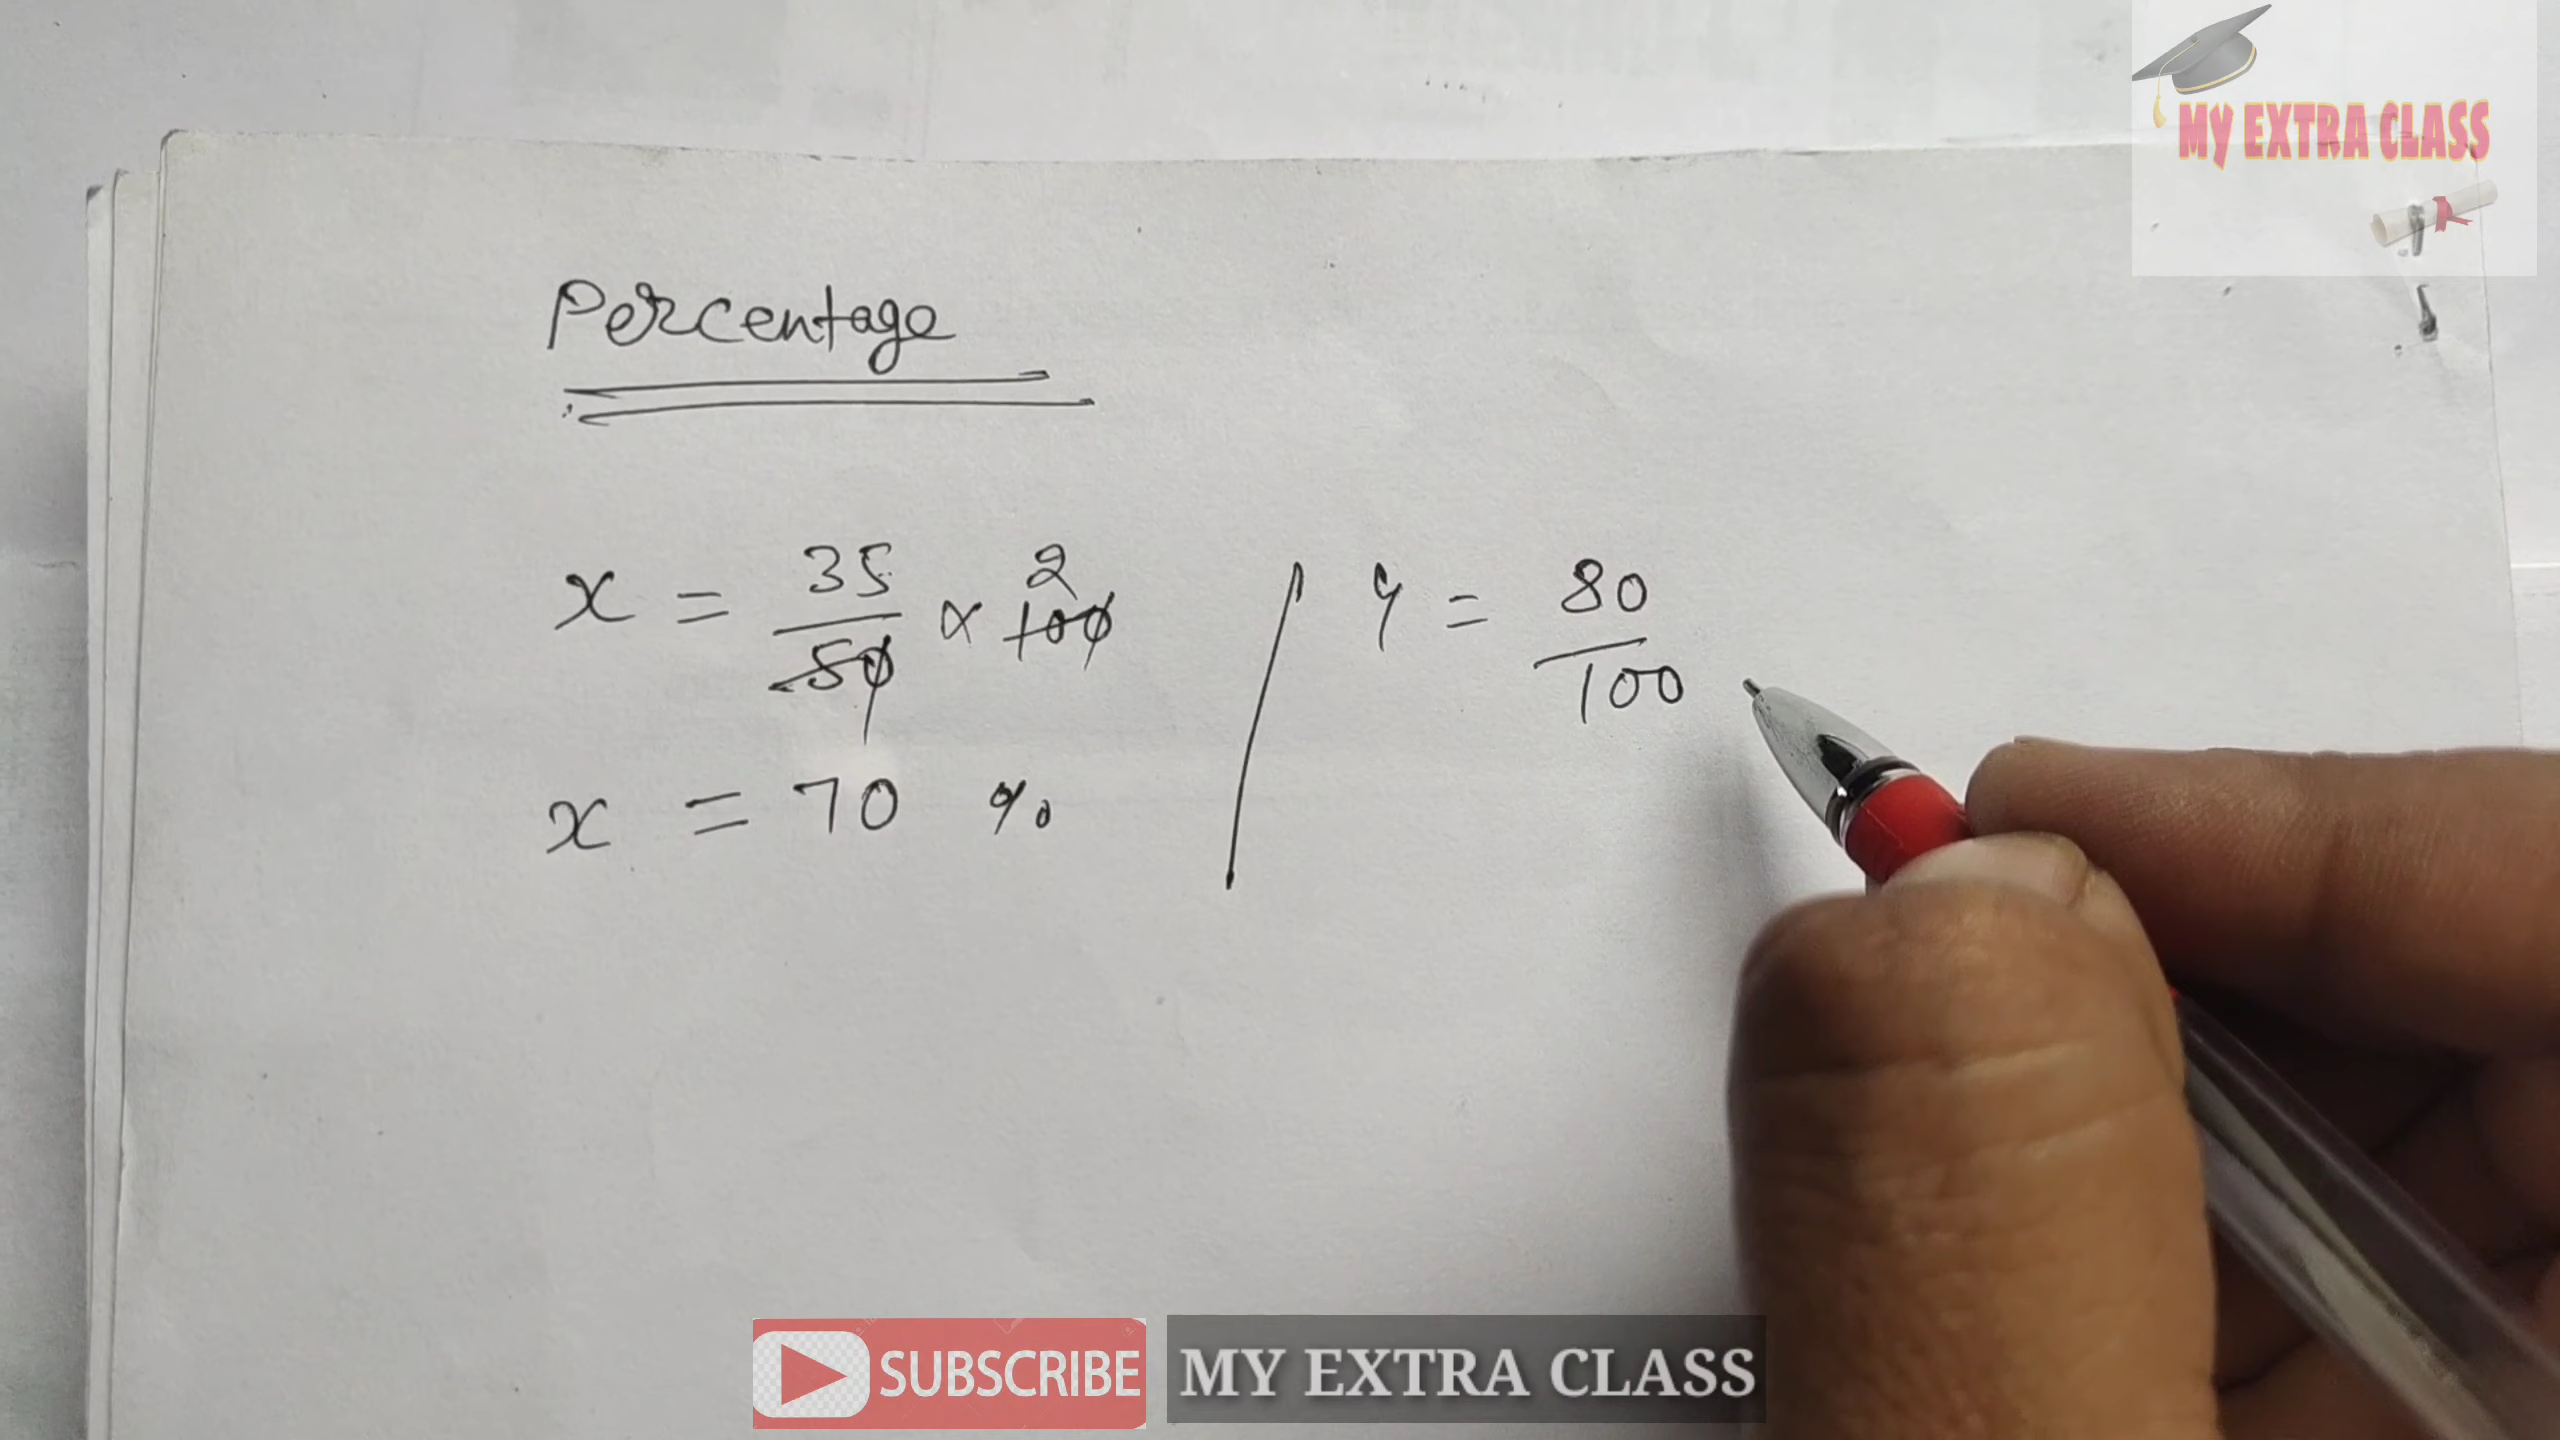 MY EXTRA CLASS
Percentage
x = 35/50 × 100 2
x = 70 %
y = 80/100
SUBSCRIBE MY EXTRA CLASS